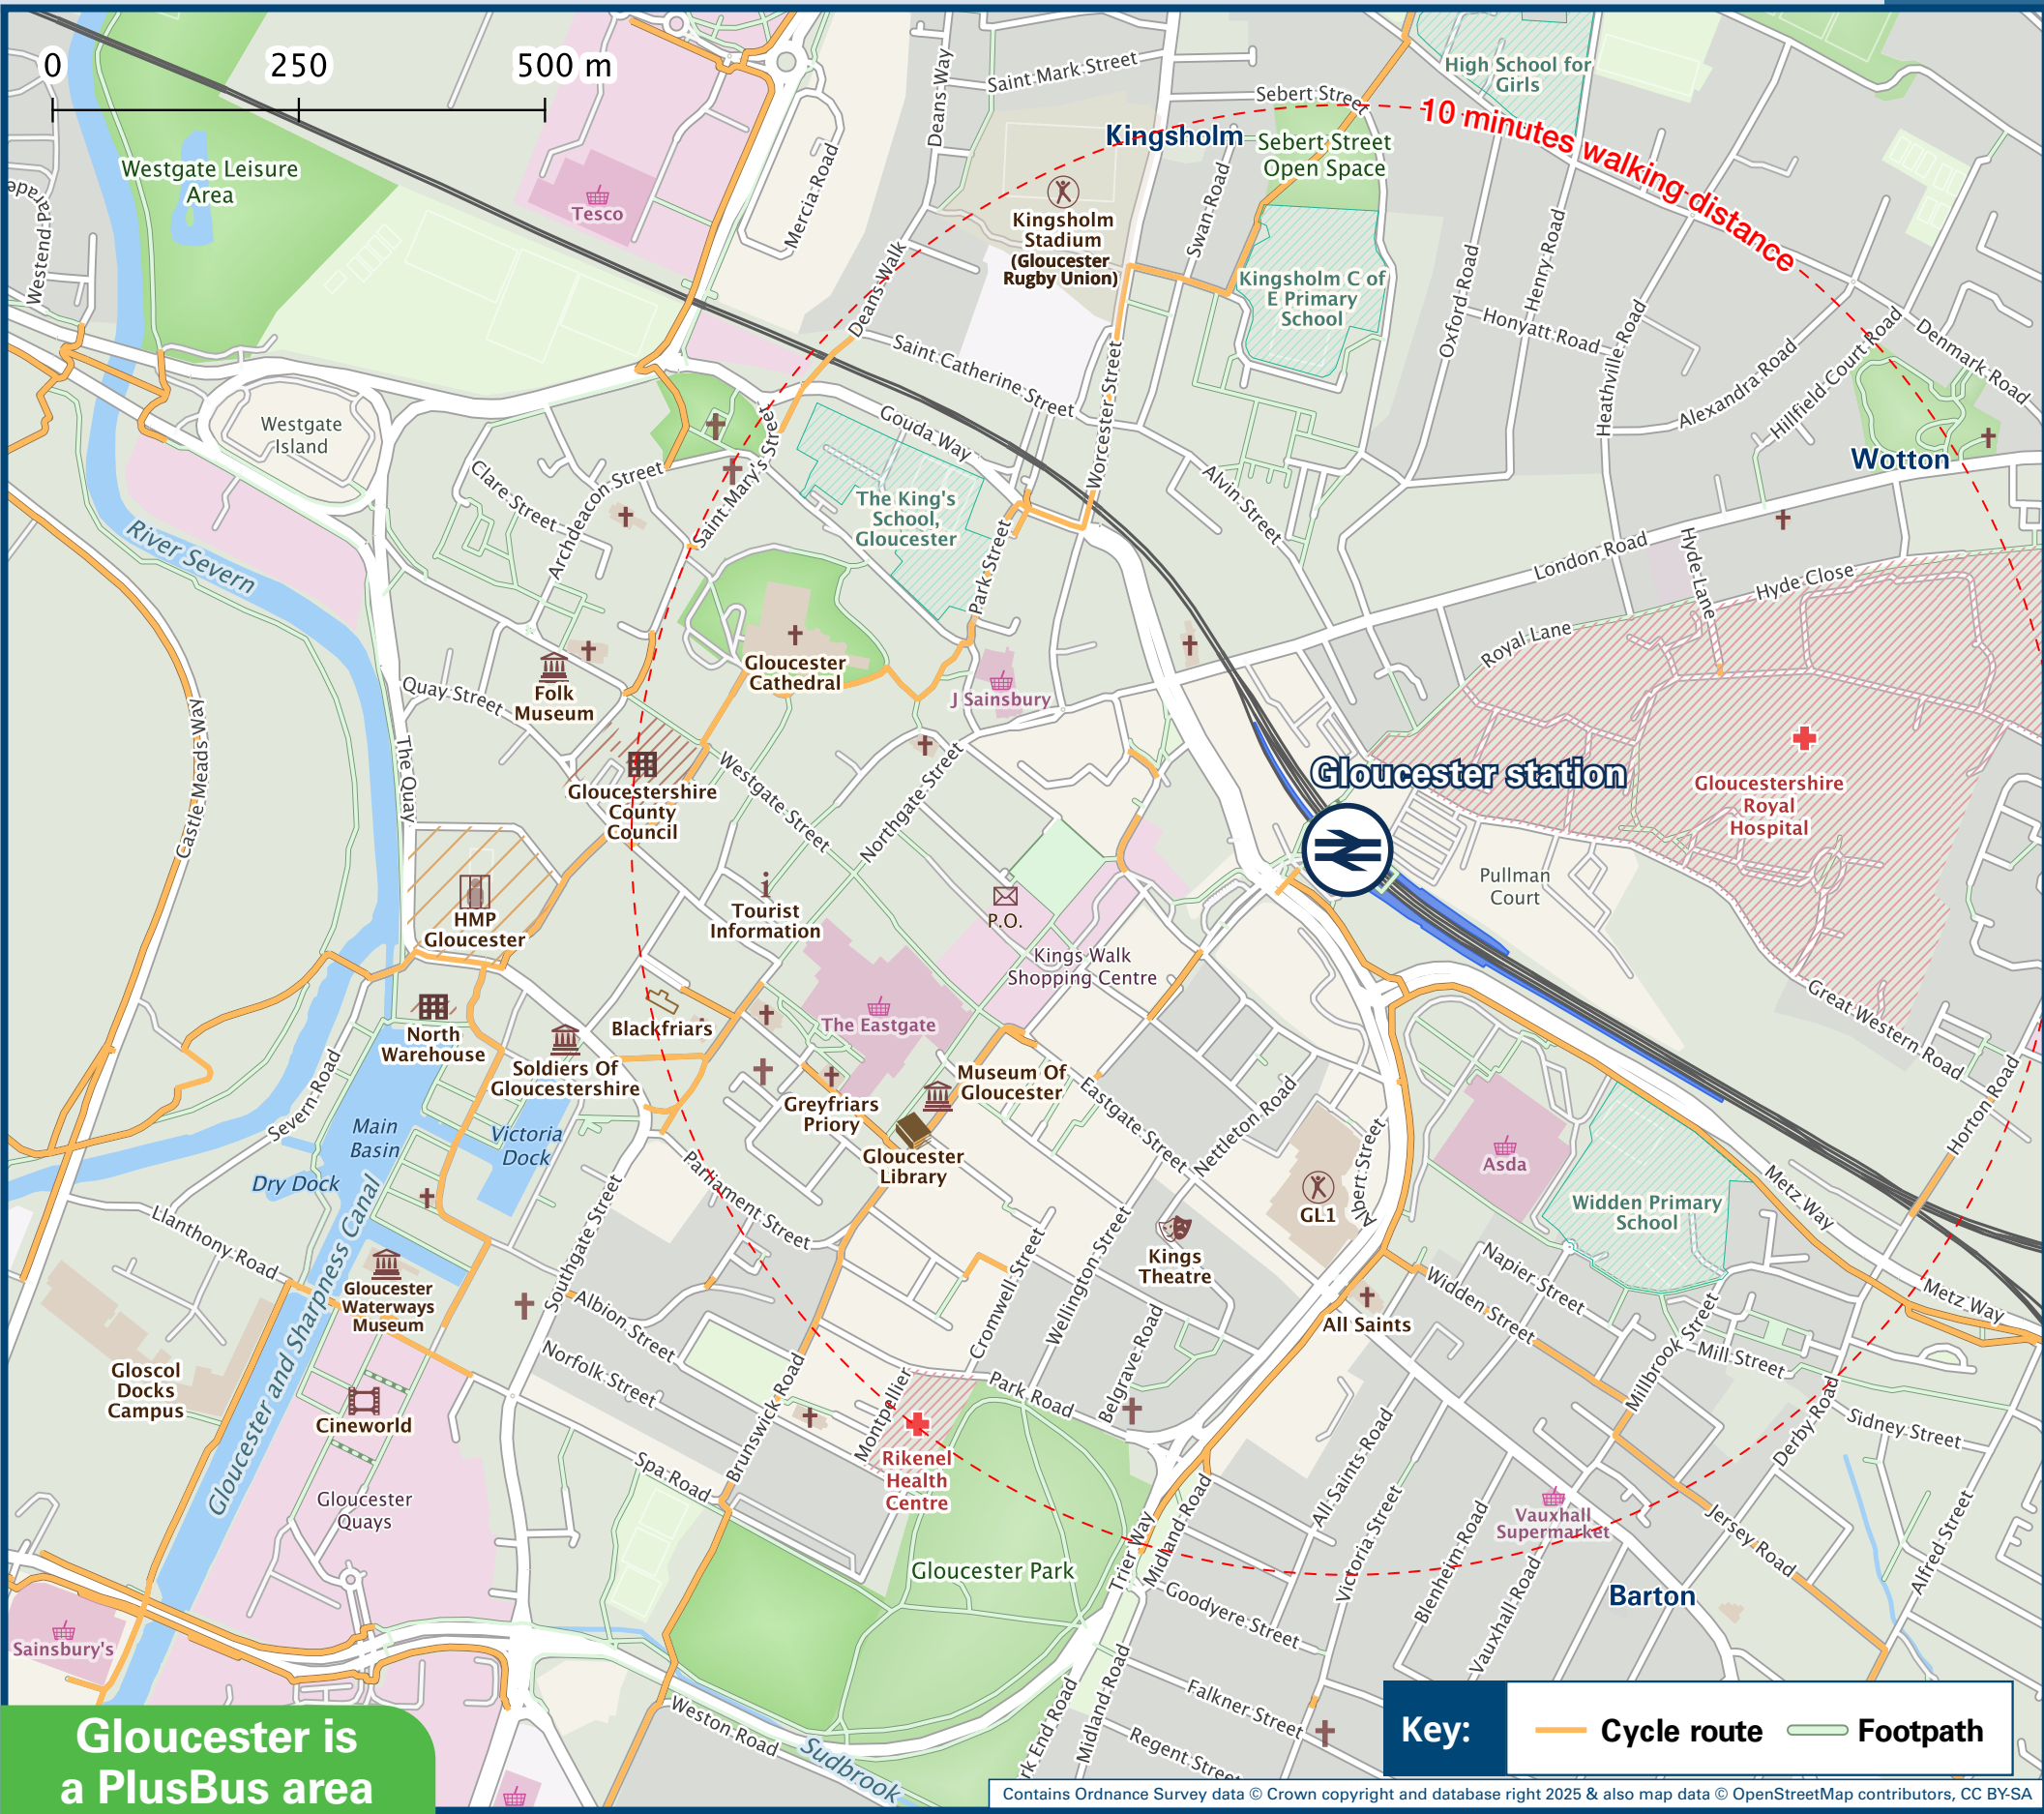 0
250
500 m
Westgate Leisure
Area
Westend Parade
Tesco
Mercia Road
Deans Way
Deans Way
Saint Mark Street
Kingsholm
Sebert Street
Sebert Street
Open Space
High School for
Girls
10 minutes walking distance
Kingsholm
Stadium
(Gloucester
Rugby Union)
Swan Road
Kingsholm C of
E Primary
School
Oxford Road
Henry Road
Honyatt Road
Heathville Road
Alexandra Road
Hillfield Court Road
Denmark Road
Wotton
Deans Walk
Saint Catherine Street
Worcester Street
Gouda Way
Westgate
Island
Clare Street
Archdeacon Street
Saint Mary's Street
The King's
School,
Gloucester
Park Street
Alvin Street
London Road
Hyde Lane
Hyde Close
Royal Lane
River Severn
Castle Meads Way
Quay Street
The Quay
Folk
Museum
Gloucester
Cathedral
J Sainsbury
Gloucestershire
County
Council
Westgate Street
Northgate Street
Gloucester station
Gloucestershire
Royal
Hospital
Pullman
Court
HMP
Gloucester
Tourist
Information
P.O.
Kings Walk
Shopping Centre
The Eastgate
Blackfriars
North
Warehouse
Soldiers Of
Gloucestershire
Severn Road
Main
Basin
Victoria
Dock
Dry Dock
Greyfriars
Priory
Museum Of
Gloucester
Gloucester
Library
Eastgate Street
Nettleton Road
Great Western Road
Horton Road
Asda
Albert Street
GL1
Widden Primary
School
Metz Way
Metz Way
Llanthony Road
Gloucester and Sharpness Canal
Southgate Street
Parliament Street
Kings
Theatre
Wellington Street
Cromwell Street
Belgrave Road
All Saints
Widden Street
Napier Street
Millbrook Street
Mill Street
Gloucester
Waterways
Museum
Gloscol
Docks
Campus
Cineworld
Albion Street
Norfolk Street
Spa Road
Brunswick Road
Montpellier
Park Road
Rikenel
Health
Centre
Gloucester
Quays
Gloucester Park
Trier Way
Midland Road
All Saints Road
Victoria Street
Blenheim Road
Vauxhall Road
Vauxhall
Supermarket
Derby Road
Sidney Street
Jersey Road
Alfred Street
Barton
Goodyere Street
Falkner Street
Regent Street
Midland Road
rk End Road
Weston Road
Sudbrook
Sainsbury's
Gloucester is
a PlusBus area
Key:
Cycle route
Footpath
Contains Ordnance Survey data © Crown copyright and database right 2025 & also map data © OpenStreetMap contributors, CC BY-SA